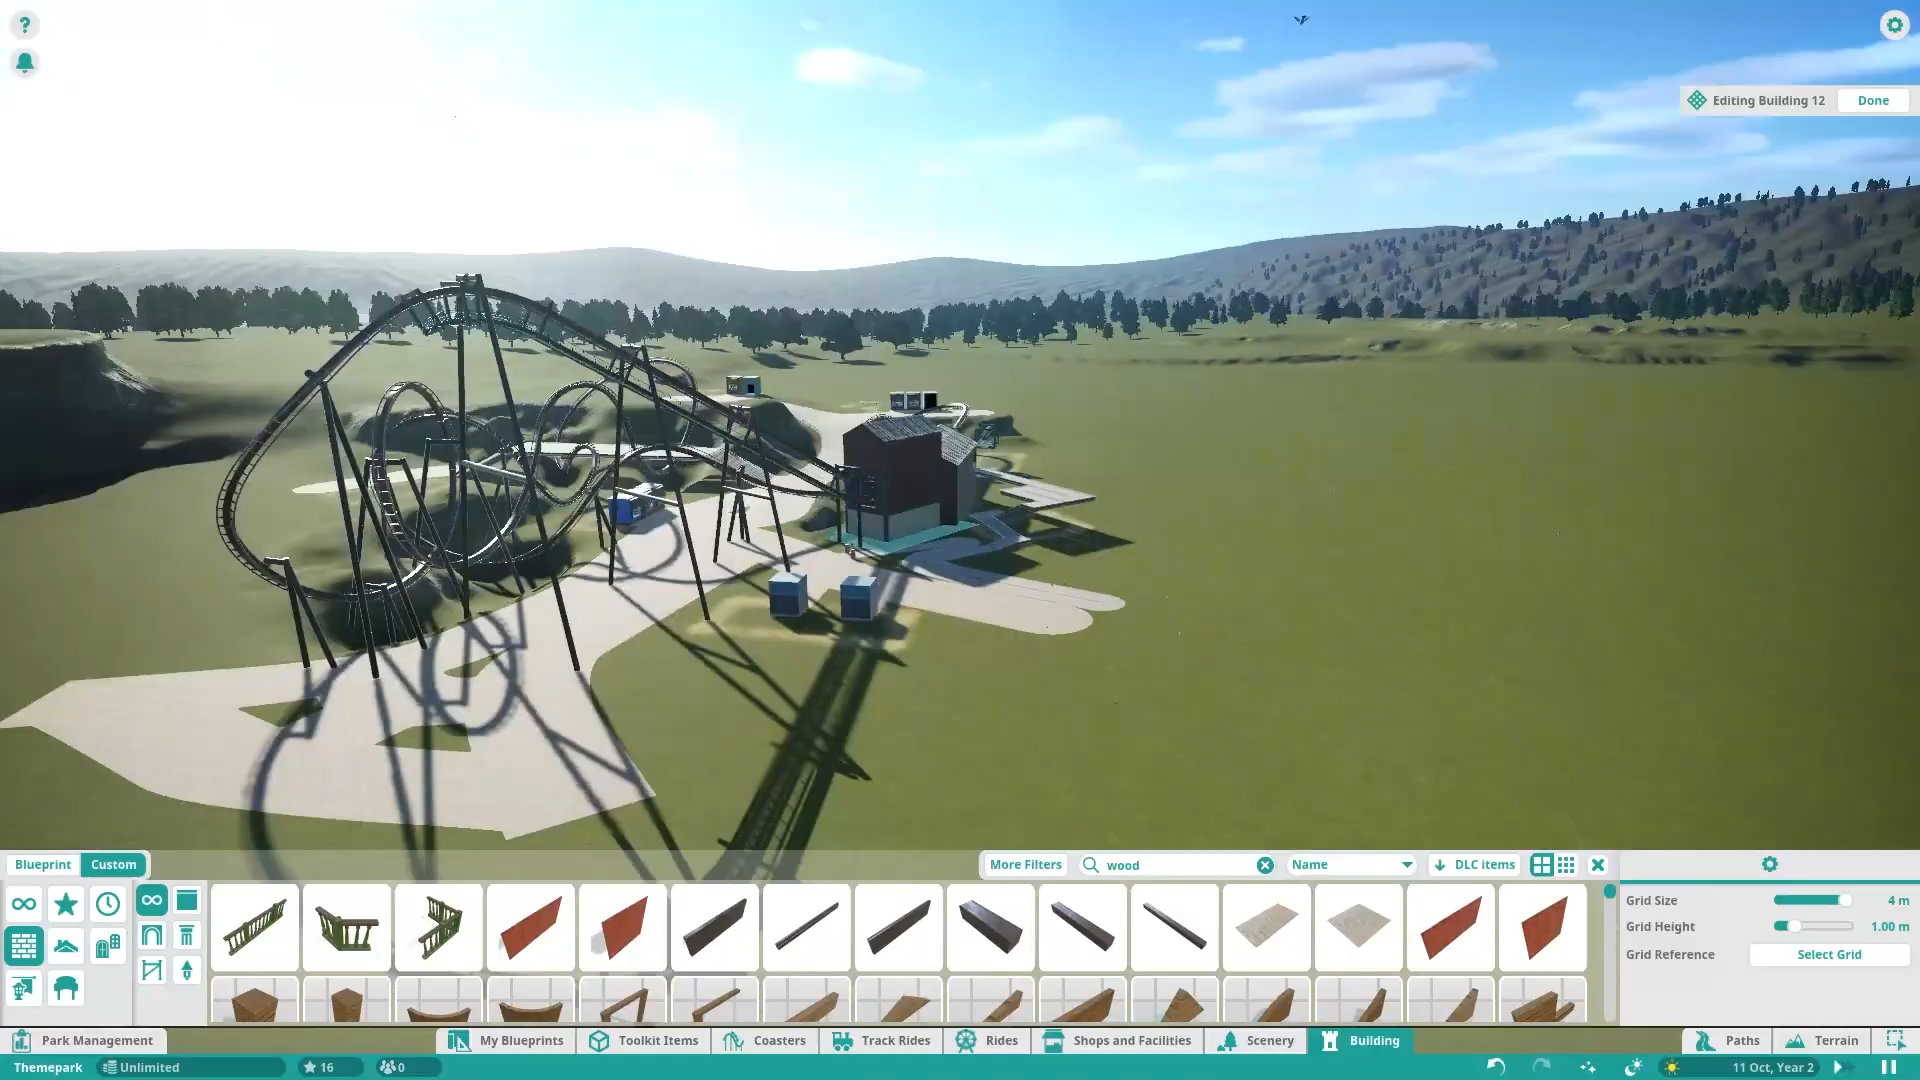 Editing Building 12 Done
Blueprint Custom More Filters wood Name DLC items
Grid Size 4 m
Grid Height 1.00 m
Grid Reference Select Grid
Park Management My Blueprints Toolkit Items Coasters Track Rides Rides Shops and Facilities Scenery Building Paths Terrain
Themepark Unlimited 16 0 11 Oct, Year 2